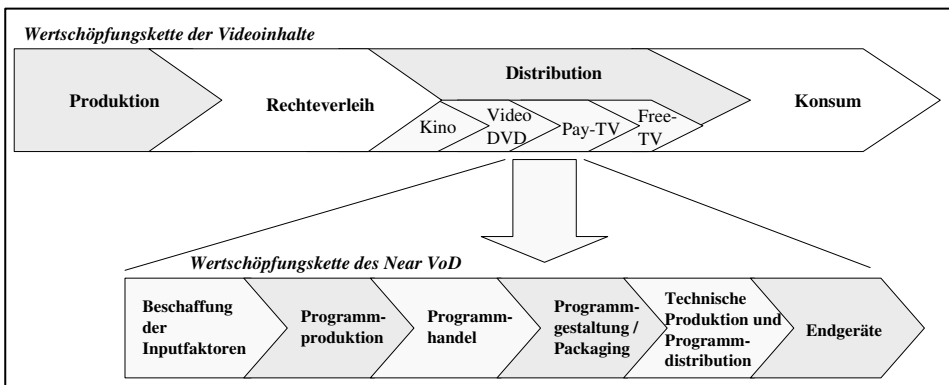 Wertschöpfungskette der Videoinhalte
Produktion
Rechteverleih
Distribution
Kino
Video
DVD
Pay-TV
Free-
TV
Konsum
Wertschöpfungskette des Near VoD
Beschaffung
der
Inputfaktoren
Programm-
produktion
Programm-
handel
Programm-
gestaltung /
Packaging
Technische
Produktion und
Programm-
distribution
Endgeräte